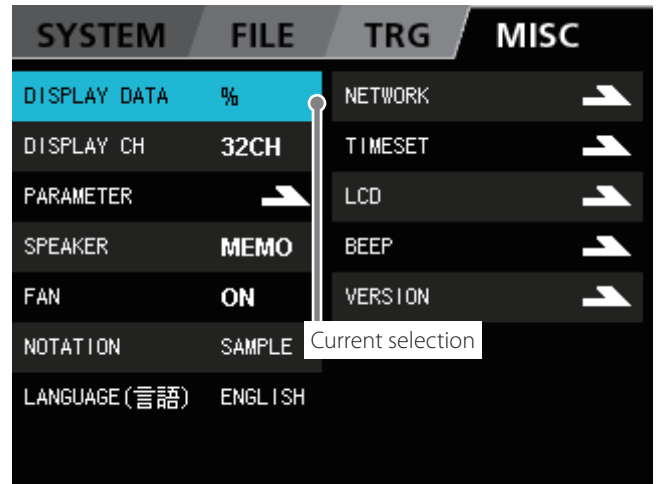 SYSTEM FILE TRG MISC
DISPLAY DATA %
DISPLAY CH 32CH
PARAMETER
SPEAKER MEMO
FAN ON
NOTATION SAMPLE
LANGUAGE(言語) ENGLISH
NETWORK
TIMESET
LCD
BEEP
VERSION
Current selection